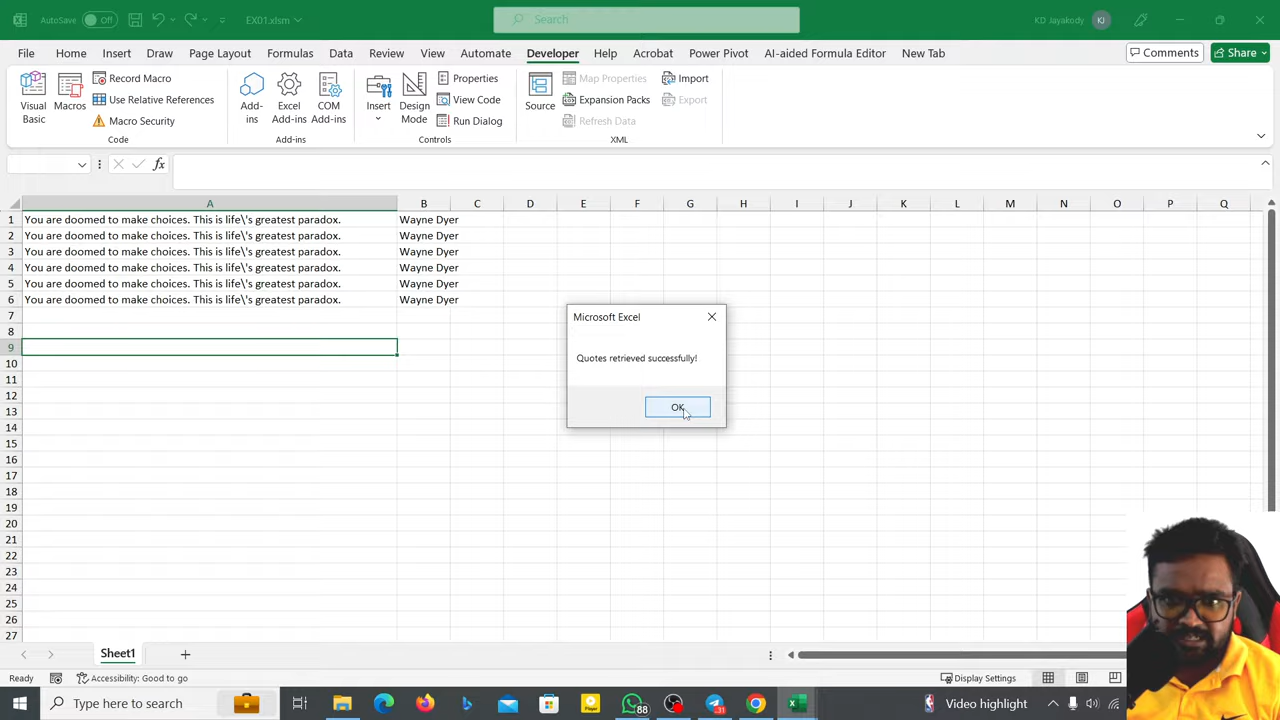 AutoSave Off EX01.xlsm Search KD Jayakody KJ
File Home Insert Draw Page Layout Formulas Data Review View Automate Developer Help Acrobat Power Pivot AI-aided Formula Editor New Tab Comments Share
Record Macro Properties Map Properties Import
Visual Basic Macros Use Relative References Add-ins Excel Add-ins COM Add-ins Insert Design Mode View Code Source Expansion Packs Export
Macro Security Run Dialog Refresh Data
Code Add-ins Controls XML
fx
A B C D E F G H I J K L M N O P Q
1 You are doomed to make choices. This is life\'s greatest paradox. Wayne Dyer
2 You are doomed to make choices. This is life\'s greatest paradox. Wayne Dyer
3 You are doomed to make choices. This is life\'s greatest paradox. Wayne Dyer
4 You are doomed to make choices. This is life\'s greatest paradox. Wayne Dyer
5 You are doomed to make choices. This is life\'s greatest paradox. Wayne Dyer
6 You are doomed to make choices. This is life\'s greatest paradox. Wayne Dyer
7
8
9
10
11
12
13
14
15
16
17
18
19
20
21
22
23
24
25
26
27
Microsoft Excel
Quotes retrieved successfully!
OK
Sheet1
Ready Accessibility: Good to go Display Settings
Type here to search 88 31 Video highlight